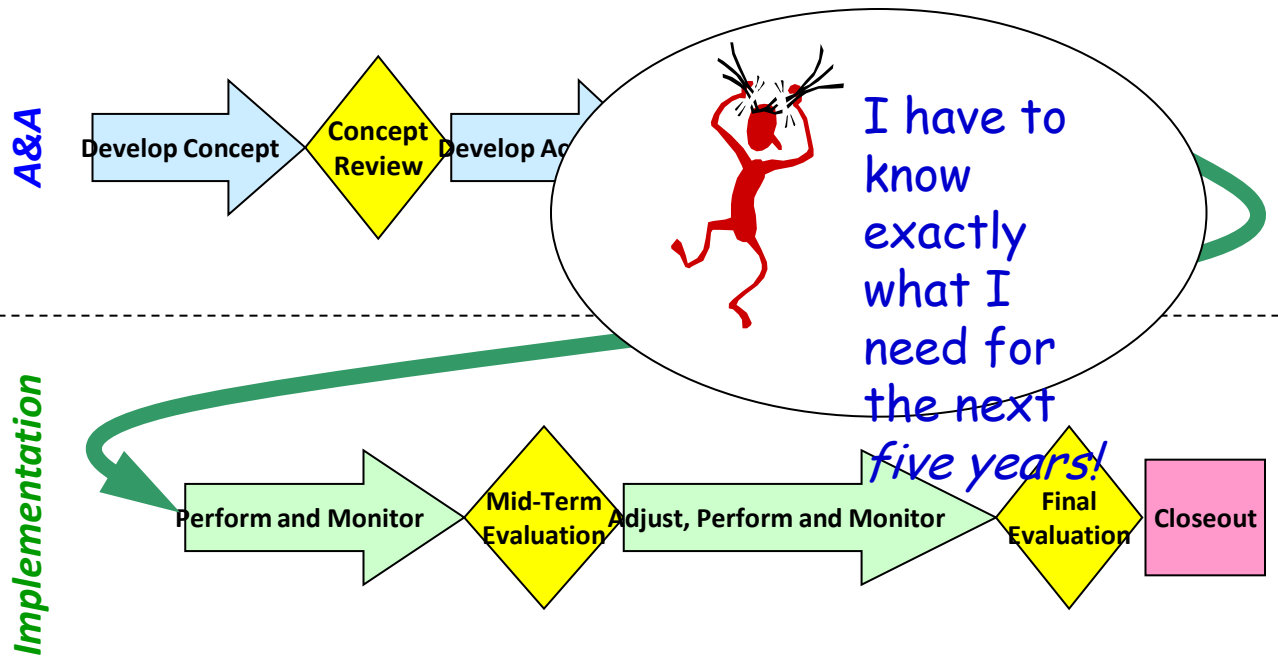 A&A
Develop Concept
Concept
Review
Develop Ac
I have to
know
exactly
what I
need for
the next
five years!
Implementation
Perform and Monitor
Mid-Term
Evaluation
Adjust, Perform and Monitor
Final
Evaluation
Closeout